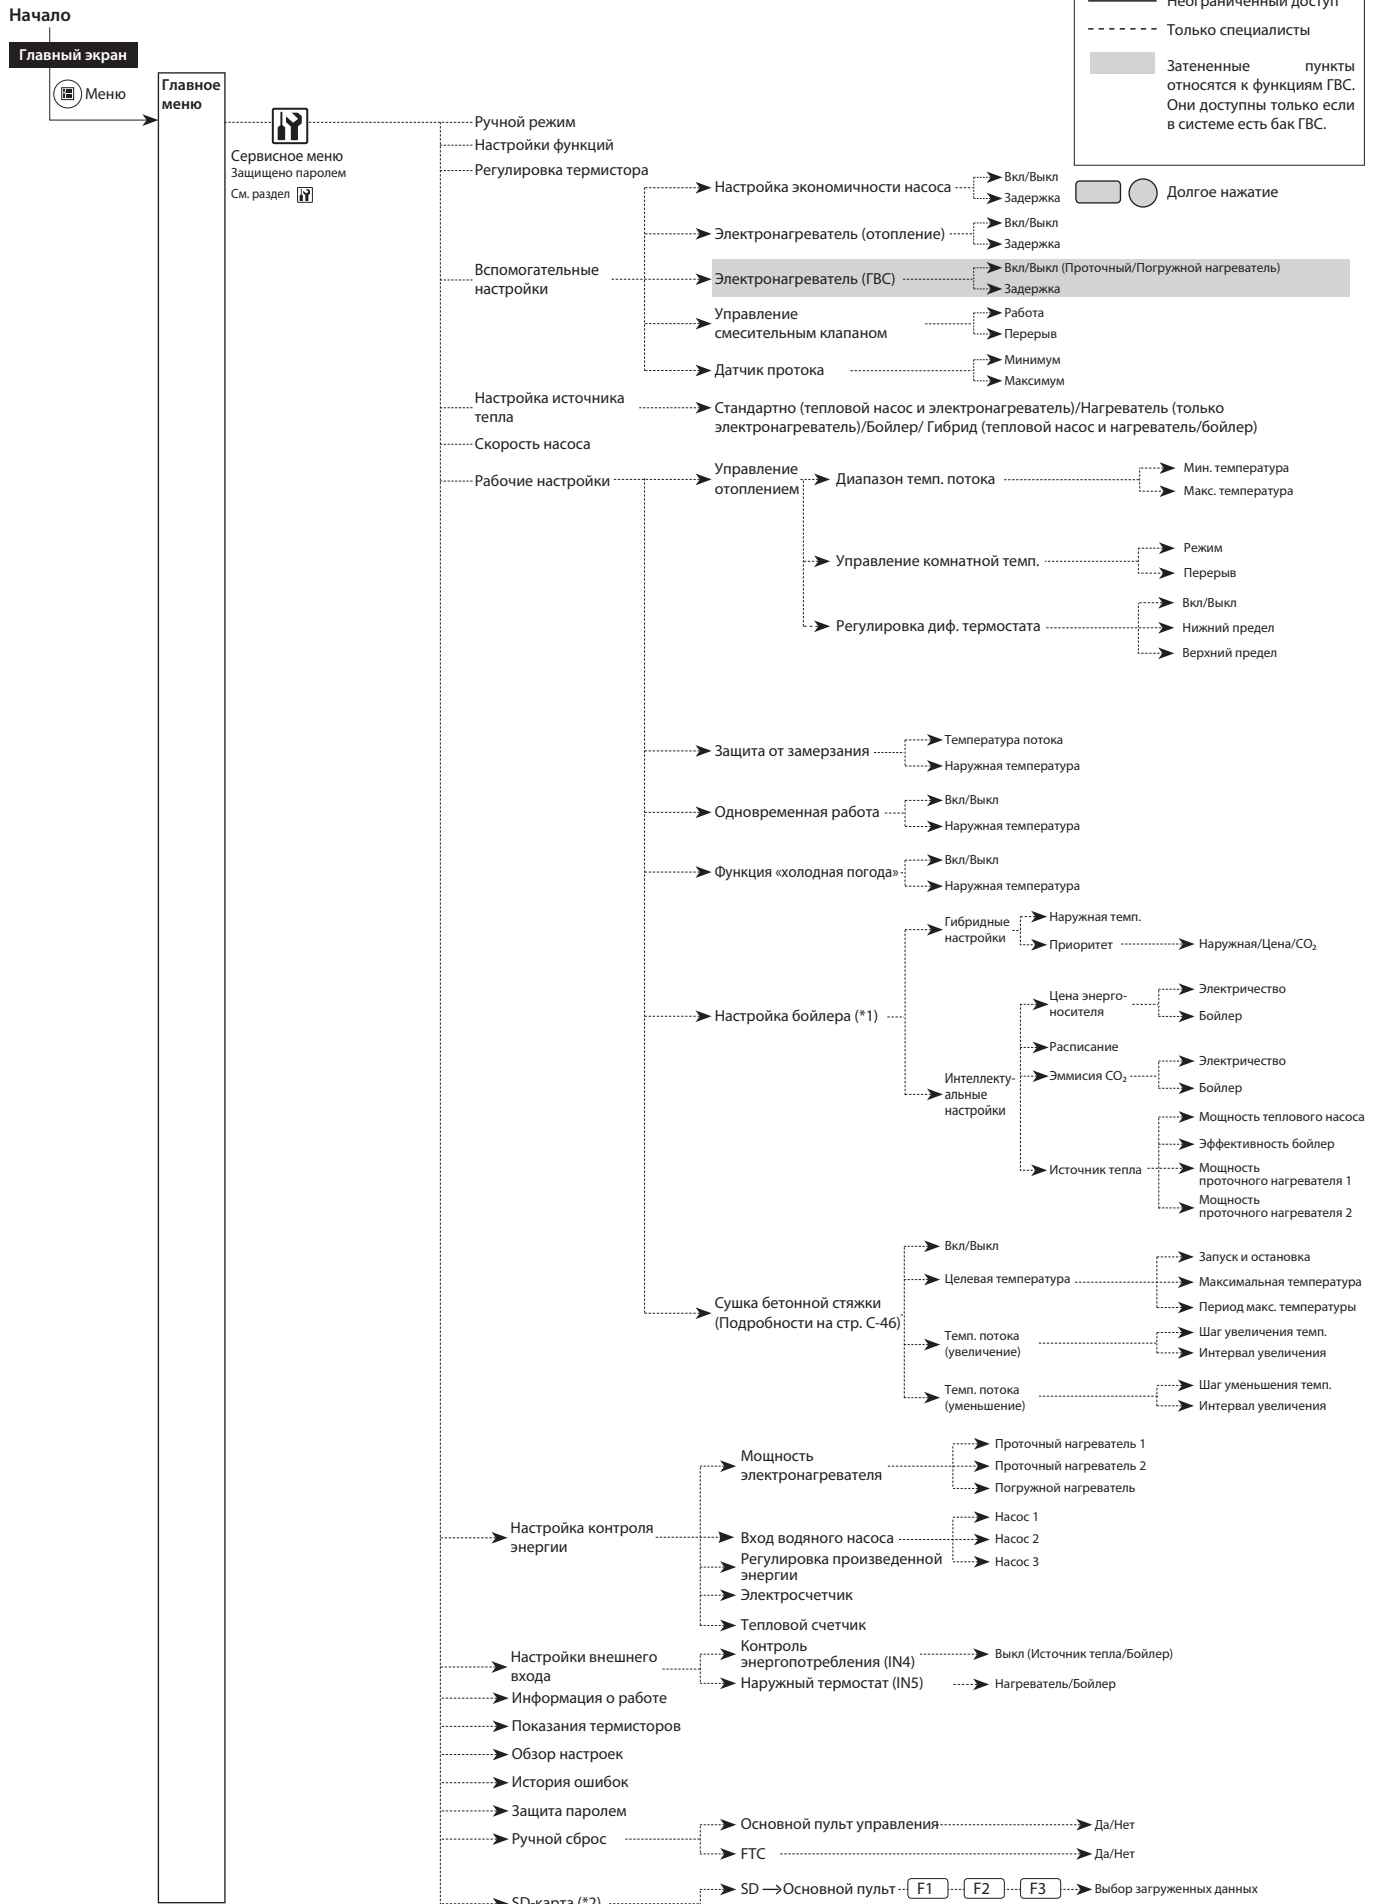 Начало
Главный экран
Меню
Главное
меню
Сервисное меню
Защищено паролем
См. раздел
Неограниченный доступ
Только специалисты
Затененные пункты
относятся к функциям ГВС.
Они доступны только если
в системе есть бак ГВС.
Долгое нажатие
Ручной режим
Настройки функций
Регулировка термистора
Вспомогательные
настройки
Настройка экономичности насоса
Вкл/Выкл
Задержка
Электронагреватель (отопление)
Вкл/Выкл
Задержка
Электронагреватель (ГВС)
Вкл/Выкл (Проточный/Погружной нагреватель)
Задержка
Управление
смесительным клапаном
Работа
Перерыв
Датчик протока
Минимум
Максимум
Настройка источника
тепла
Стандартно (тепловой насос и электронагреватель)/Нагреватель (только
электронагреватель)/Бойлер/ Гибрид (тепловой насос и нагреватель/бойлер)
Скорость насоса
Рабочие настройки
Управление
отоплением
Диапазон темп. потока
Мин. температура
Макс. температура
Управление комнатной темп.
Режим
Перерыв
Регулировка диф. термостата
Вкл/Выкл
Нижний предел
Верхний предел
Защита от замерзания
Температура потока
Наружная температура
Одновременная работа
Вкл/Выкл
Наружная температура
Функция «холодная погода»
Вкл/Выкл
Наружная температура
Настройка бойлера (*1)
Гибридные
настройки
Наружная темп.
Приоритет
Наружная/Цена/CO₂
Интеллекту-
альные
настройки
Цена энерго-
носителя
Электричество
Бойлер
Расписание
Эммисия CO₂
Электричество
Бойлер
Источник тепла
Мощность теплового насоса
Эффективность бойлер
Мощность
проточного нагревателя 1
Мощность
проточного нагревателя 2
Сушка бетонной стяжки
(Подробности на стр. C-46)
Вкл/Выкл
Целевая температура
Запуск и остановка
Максимальная температура
Период макс. температуры
Темп. потока
(увеличение)
Шаг увеличения темп.
Интервал увеличения
Темп. потока
(уменьшение)
Шаг уменьшения темп.
Интервал увеличения
Настройка контроля
энергии
Мощность
электронагревателя
Проточный нагреватель 1
Проточный нагреватель 2
Погружной нагреватель
Вход водяного насоса
Насос 1
Насос 2
Насос 3
Регулировка произведенной
энергии
Электросчетчик
Тепловой счетчик
Настройки внешнего
входа
Контроль
энергопотребления (IN4)
Выкл (Источник тепла/Бойлер)
Наружный термостат (IN5)
Нагреватель/Бойлер
Информация о работе
Показания термисторов
Обзор настроек
История ошибок
Защита паролем
Ручной сброс
Основной пульт управления
Да/Нет
FTC
Да/Нет
SD-карта (*2)
SD → Основной пульт F1 F2 F3 Выбор загруженных данных